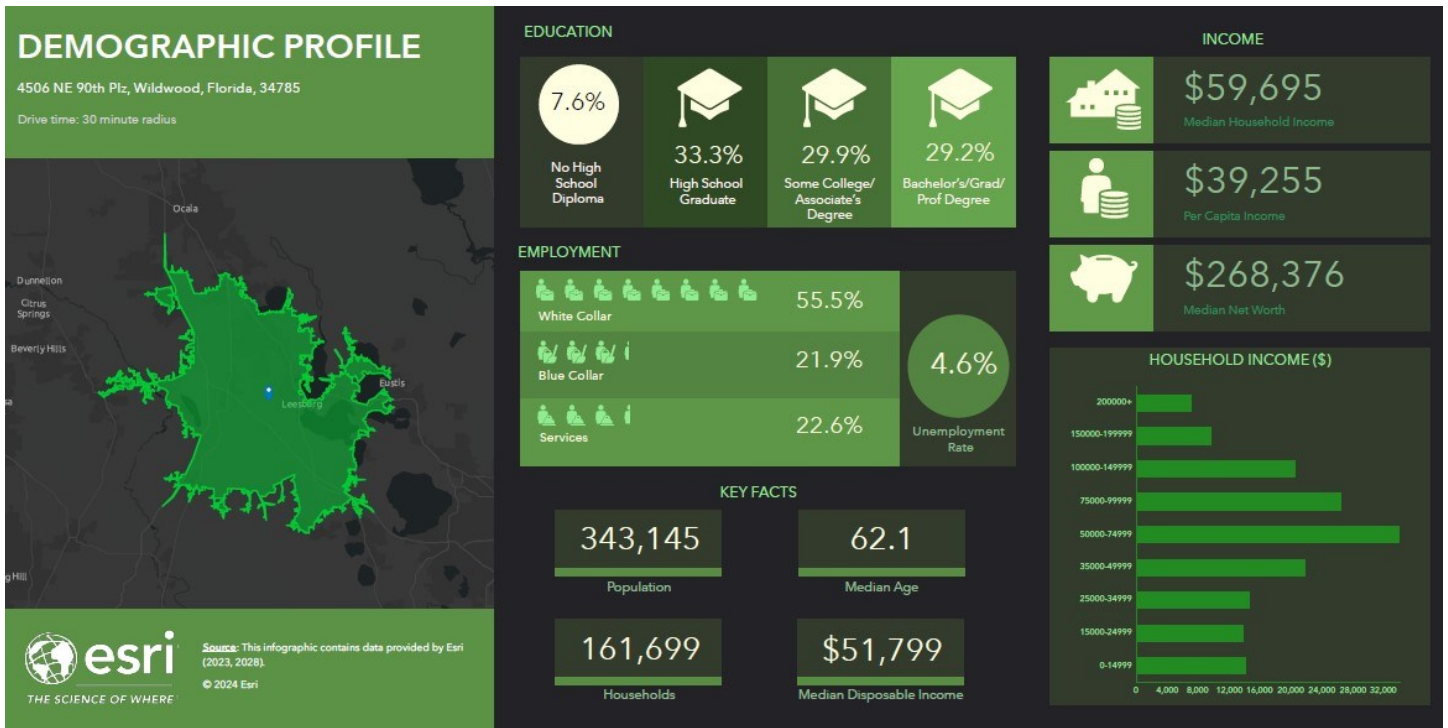 DEMOGRAPHIC PROFILE
4506 NE 90th Plz, Wildwood, Florida, 34785
Drive time: 30 minute radius
Ocala
Dunnellon
Citrus
Springs
Beverly Hills
Eustis
Leesburg
g Hill
esri
THE SCIENCE OF WHERE
Source: This infographic contains data provided by Esri
(2023, 2028).
© 2024 Esri
EDUCATION
7.6%
No High
School
Diploma
33.3%
High School
Graduate
29.9%
Some College/
Associate's
Degree
29.2%
Bachelor's/Grad/
Prof Degree
EMPLOYMENT
White Collar
55.5%
Blue Collar
21.9%
Services
22.6%
4.6%
Unemployment
Rate
KEY FACTS
343,145
Population
62.1
Median Age
161,699
Households
$51,799
Median Disposable Income
INCOME
$59,695
Median Household Income
$39,255
Per Capita Income
$268,376
Median Net Worth
HOUSEHOLD INCOME ($)
200000+
150000-199999
100000-149999
75000-99999
50000-74999
35000-49999
25000-34999
15000-24999
0-14999
0 4,000 8,000 12,000 16,000 20,000 24,000 28,000 32,000